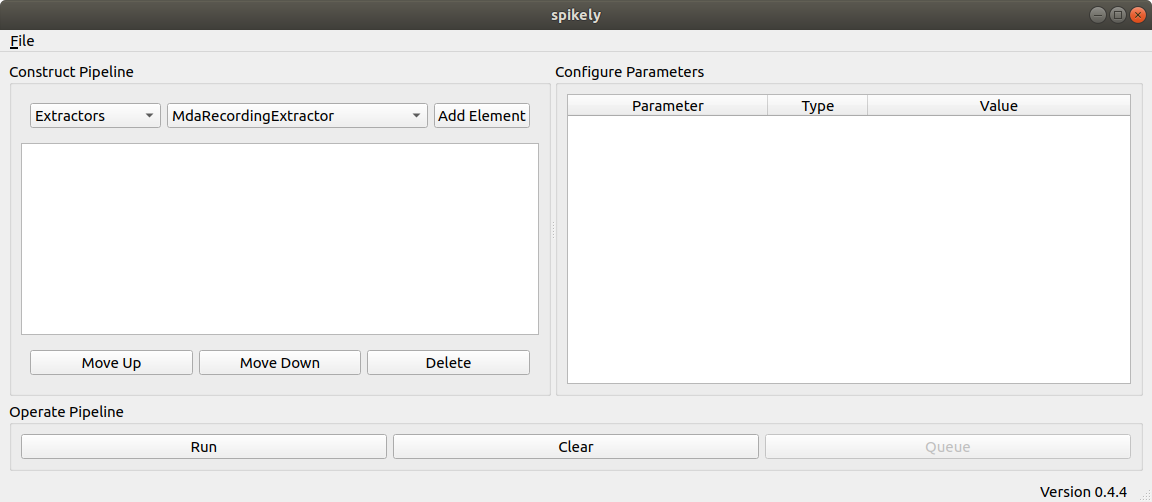 spikely
File
Construct Pipeline
Configure Parameters
Extractors MdaRecordingExtractor Add Element
Parameter Type Value
Move Up Move Down Delete
Operate Pipeline
Run Clear Queue
Version 0.4.4